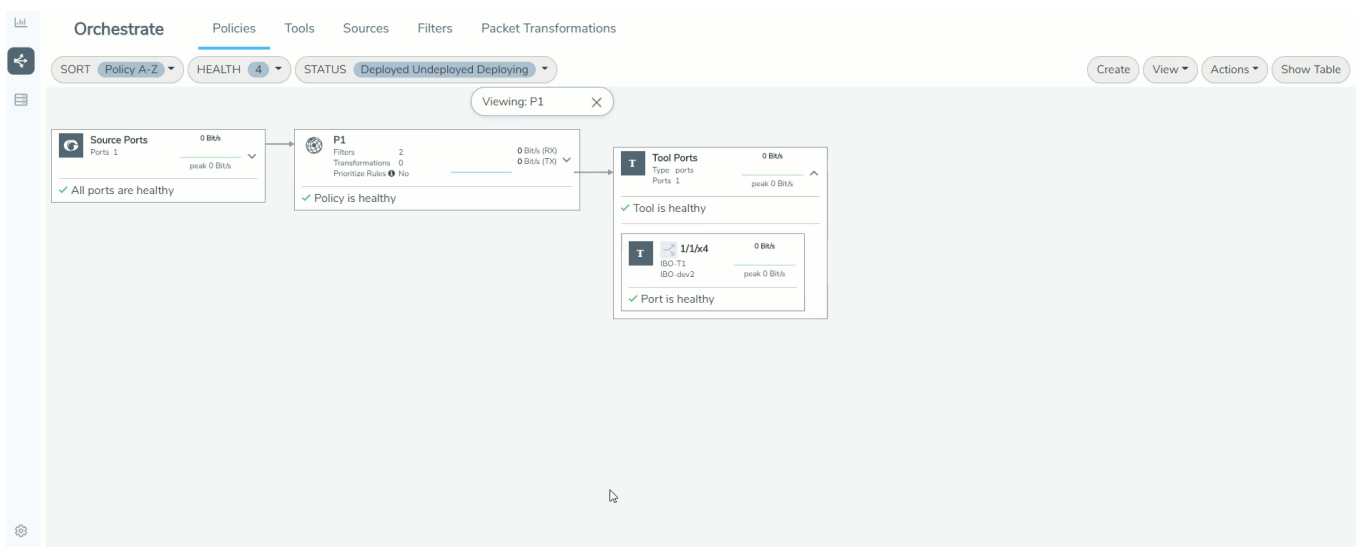 Orchestrate Policies Tools Sources Filters Packet Transformations
SORT Policy A-Z HEALTH 4 STATUS Deployed Undeployed Deploying Create View Actions Show Table
Viewing: P1
Source Ports 0 Bit/s
Ports 1
peak 0 Bit/s
All ports are healthy
P1
Filters 2 0 Bit/s (RX)
Transformations 0 0 Bit/s (TX)
Prioritize Rules No
Policy is healthy
T Tool Ports 0 Bit/s
Type ports
Ports 1 peak 0 Bit/s
Tool is healthy
T 1/1/x4 0 Bit/s
IBO-T1
IBO-dev2 peak 0 Bit/s
Port is healthy